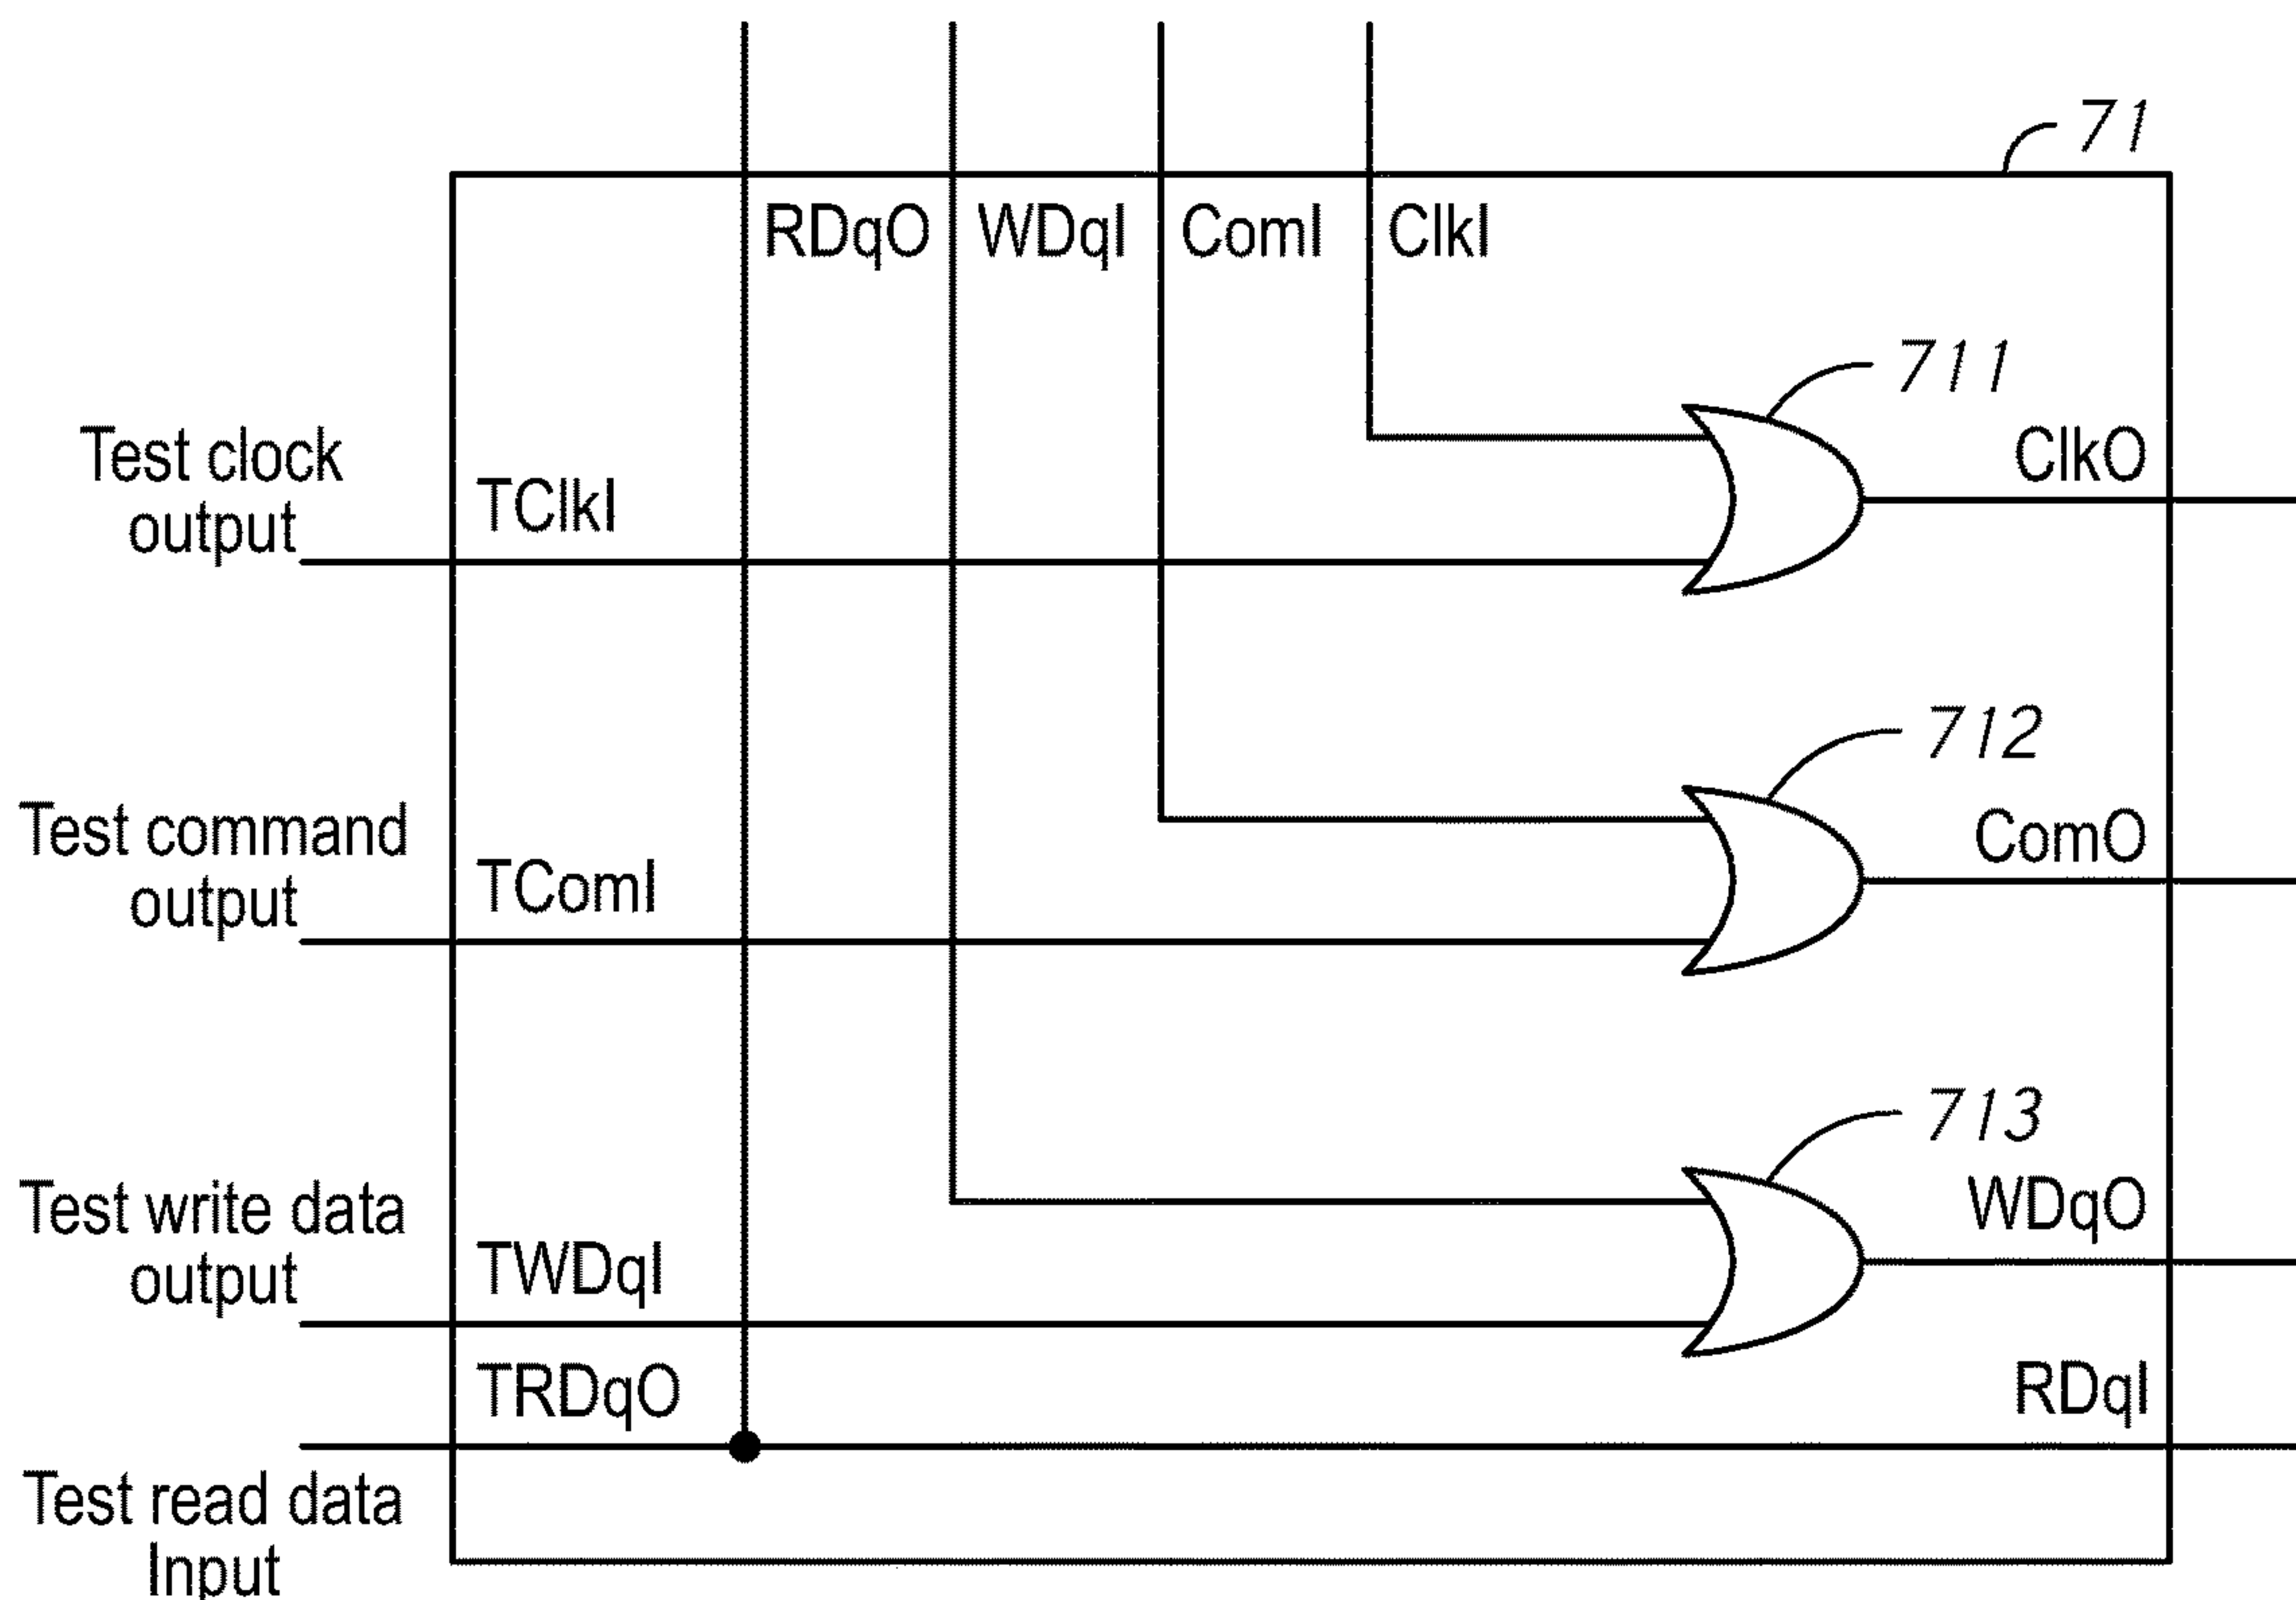 71
RDqO
WDqI
ComI
ClkI
711
Test clock
output
TClkI
ClkO
712
Test command
output
TComI
ComO
713
Test write data
output
TWDqI
WDqO
TRDqO
RDqI
Test read data
Input